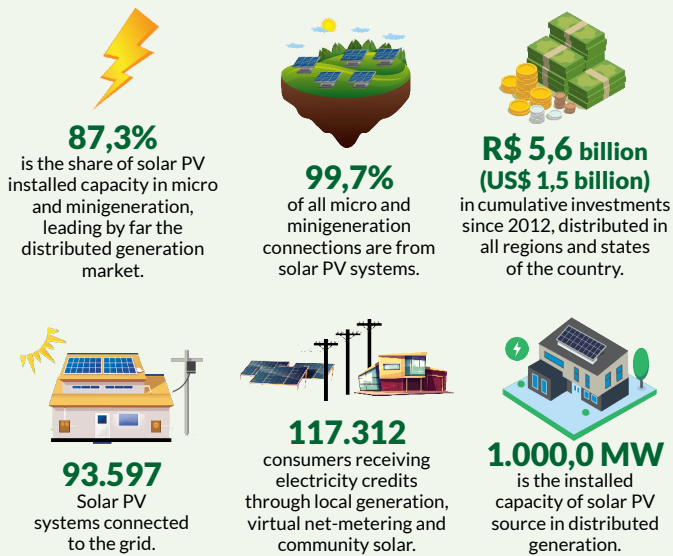 87,3%
is the share of solar PV
installed capacity in micro
and minigeneration,
leading by far the
distributed generation
market.
99,7%
of all micro and
minigeneration
connections are from
solar PV systems.
R$ 5,6 billion
(US$ 1,5 billion)
in cumulative investments
since 2012, distributed in
all regions and states
of the country.
93.597
Solar PV
systems connected
to the grid.
117.312
consumers receiving
electricity credits
through local generation,
virtual net-metering and
community solar.
1.000,0 MW
is the installed
capacity of solar PV
source in distributed
generation.